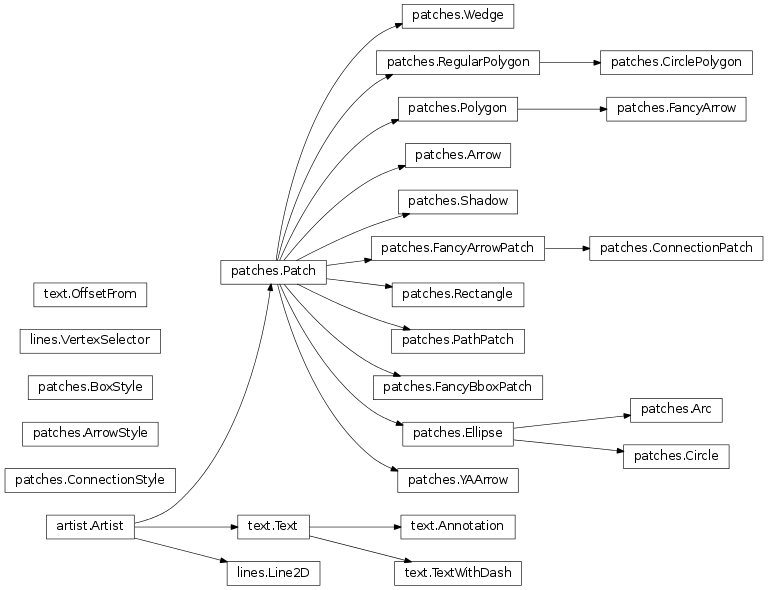 patches.Wedge
patches.RegularPolygon
patches.CirclePolygon
patches.Polygon
patches.FancyArrow
patches.Arrow
patches.Shadow
patches.FancyArrowPatch
patches.ConnectionPatch
patches.Patch
text.OffsetFrom
patches.Rectangle
lines.VertexSelector
patches.PathPatch
patches.BoxStyle
patches.FancyBboxPatch
patches.Arc
patches.ArrowStyle
patches.Ellipse
patches.Circle
patches.ConnectionStyle
patches.YAArrow
artist.Artist
text.Text
text.Annotation
lines.Line2D
text.TextWithDash